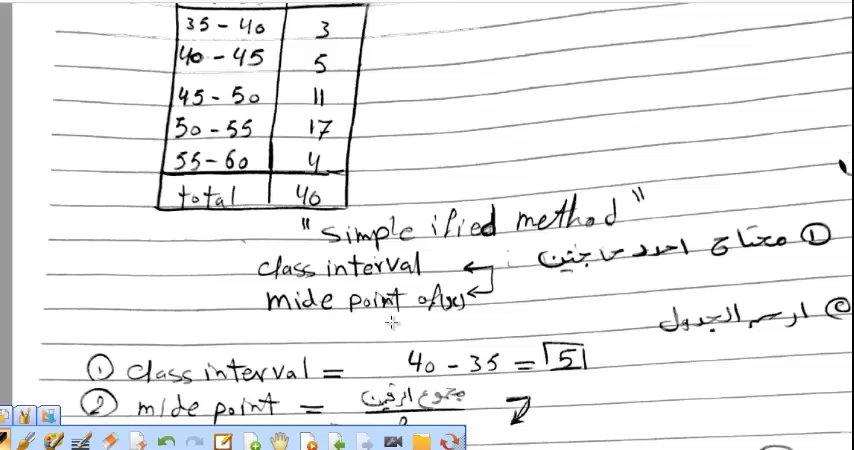 35 - 40 3
40 - 45 5
45 - 50 11
50 - 55 17
55 - 60 4
total 40
"simple ified method"
① محتاج احدد حاجتين :
class interval
mide point
② ارسم الجدول
① class interval = 40 - 35 = 5
② mide point = مجموع الرقمين